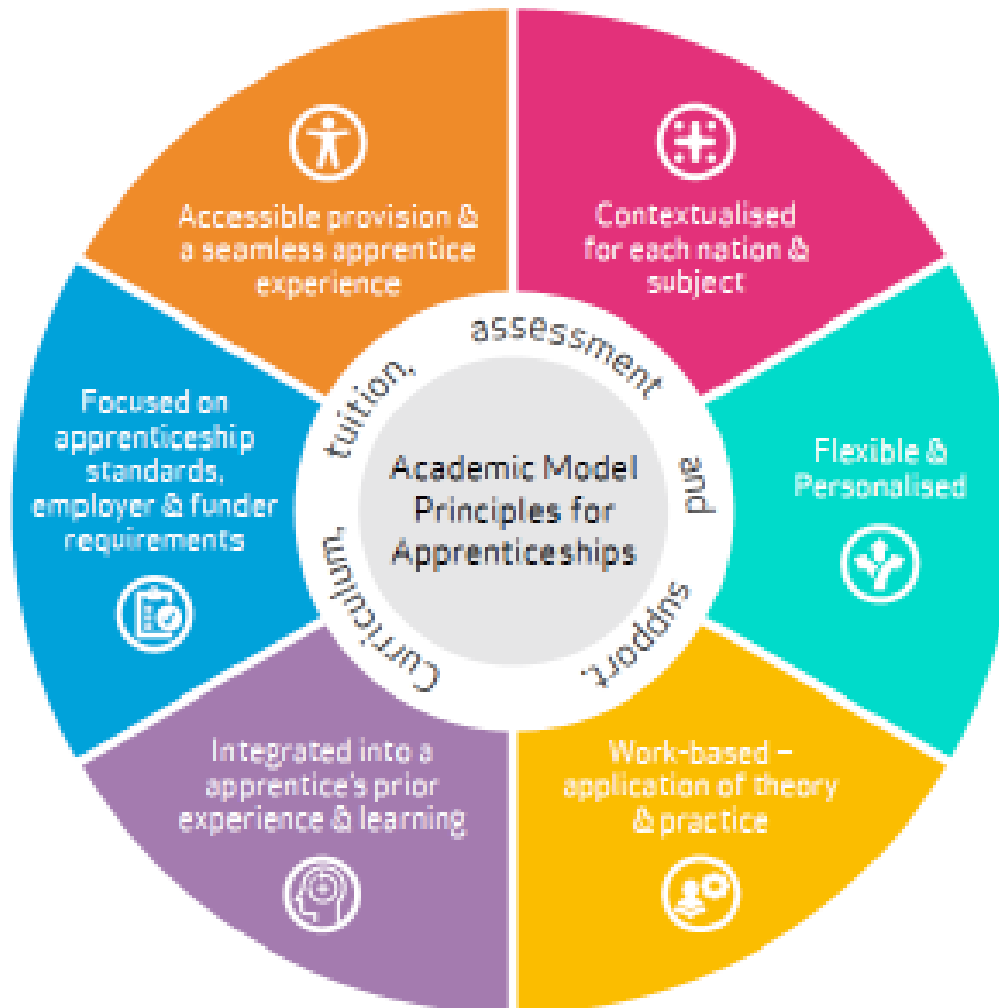 Academic Model
Principles for
Apprenticeships
Curriculum, tuition, assessment and support.
Contextualised
for each nation &
subject
Flexible &
Personalised
Work-based –
application of theory
& practice
Integrated into a
apprentice's prior
experience & learning
Focused on
apprenticeship
standards,
employer & funder
requirements
Accessible provision &
a seamless apprentice
experience